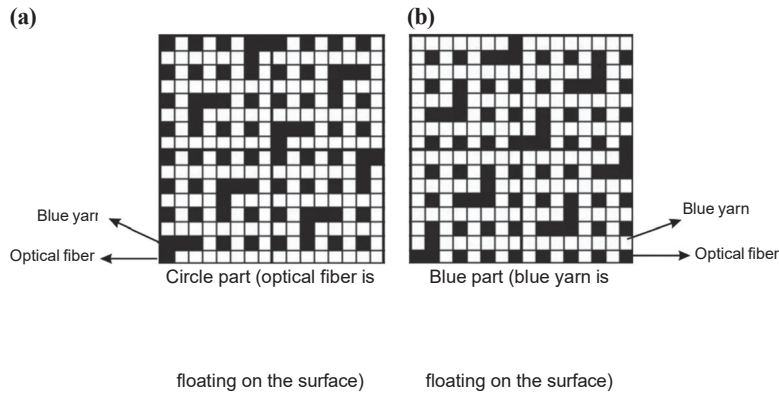 (a)
(b)
Blue yarn
Optical fiber
Blue yarn
Optical fiber
Circle part (optical fiber is
floating on the surface)
Blue part (blue yarn is
floating on the surface)